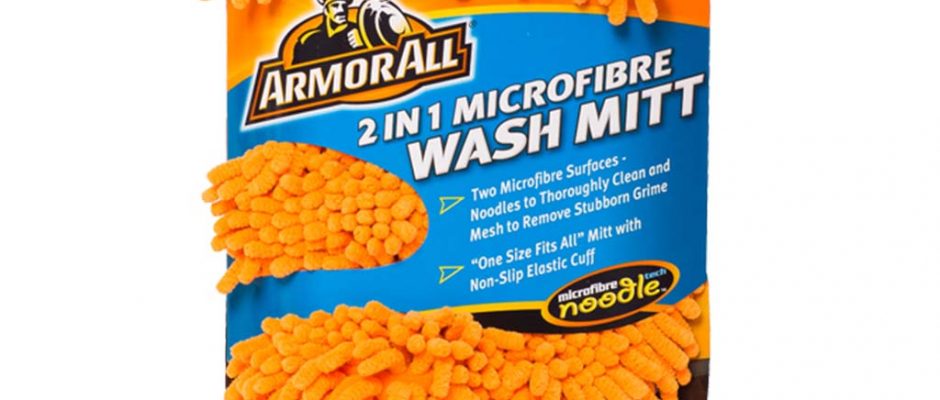 ARMORALL
2 IN 1 MICROFIBRE
WASH MITT
Two Microfibre Surfaces -
Noodles to Thoroughly Clean and
Mesh to Remove Stubborn Grime
"One Size Fits All" Mitt with
Non-Slip Elastic Cuff
microfibre tech
noodle™